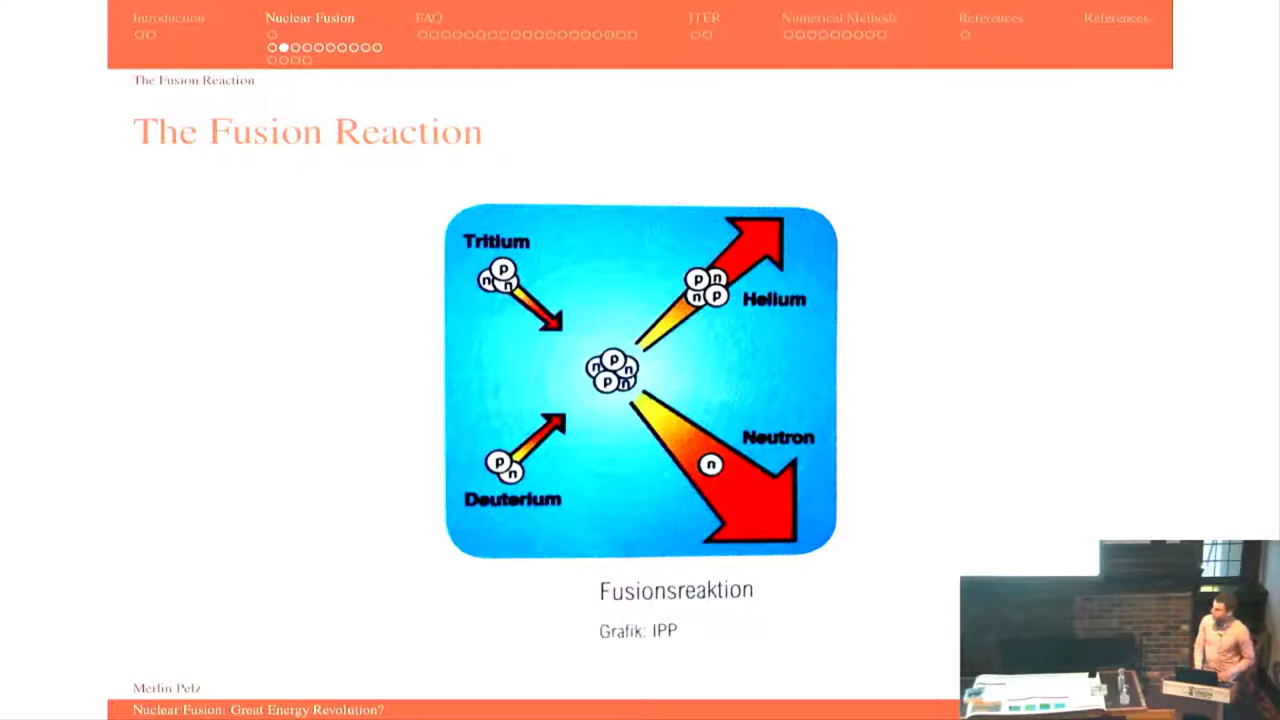 Introduction
Nuclear Fusion
FAQ
ITER
Numerical Methods
References
References
The Fusion Reaction
The Fusion Reaction
Tritium
p
n
n
p
n
n
p
Helium
n
p
n
p
n
Neutron
n
p
n
Deuterium
Fusionsreaktion
Grafik: IPP
Merlin Pelz
Nuclear Fusion: Great Energy Revolution?